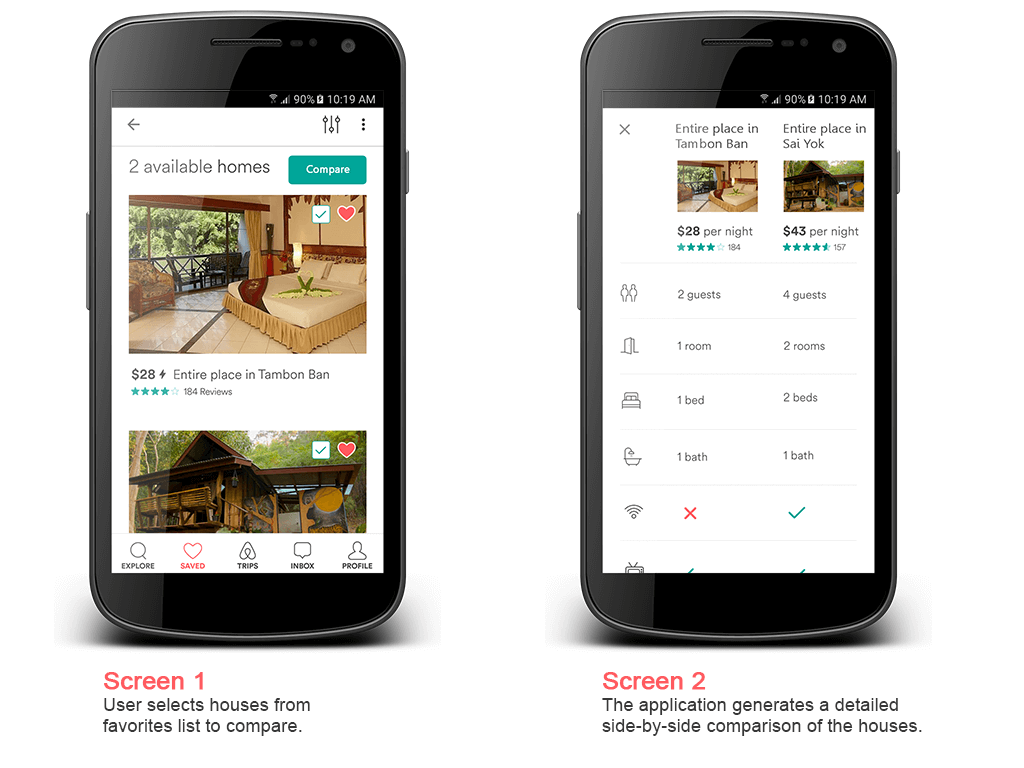 90% 10:19 AM
2 available homes
Compare
$28 Entire place in Tambon Ban
184 Reviews
EXPLORE SAVED TRIPS INBOX PROFILE
Screen 1
User selects houses from
favorites list to compare.
90% 10:19 AM
Entire place in Tambon Ban
Entire place in Sai Yok
$28 per night $43 per night
184 157
2 guests 4 guests
1 room 2 rooms
1 bed 2 beds
1 bath 1 bath
Screen 2
The application generates a detailed
side-by-side comparison of the houses.